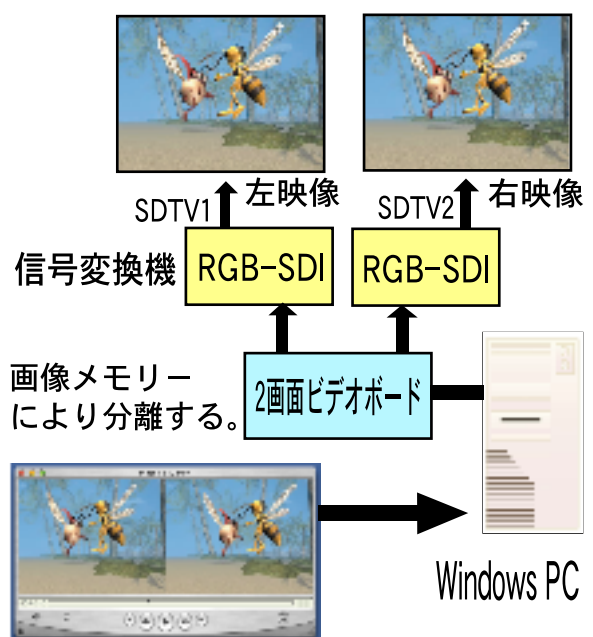 SDTV1
左映像
SDTV2
右映像
信号変換機
RGB-SDI
RGB-SDI
画像メモリー
により分離する。
2画面ビデオボード
Windows PC